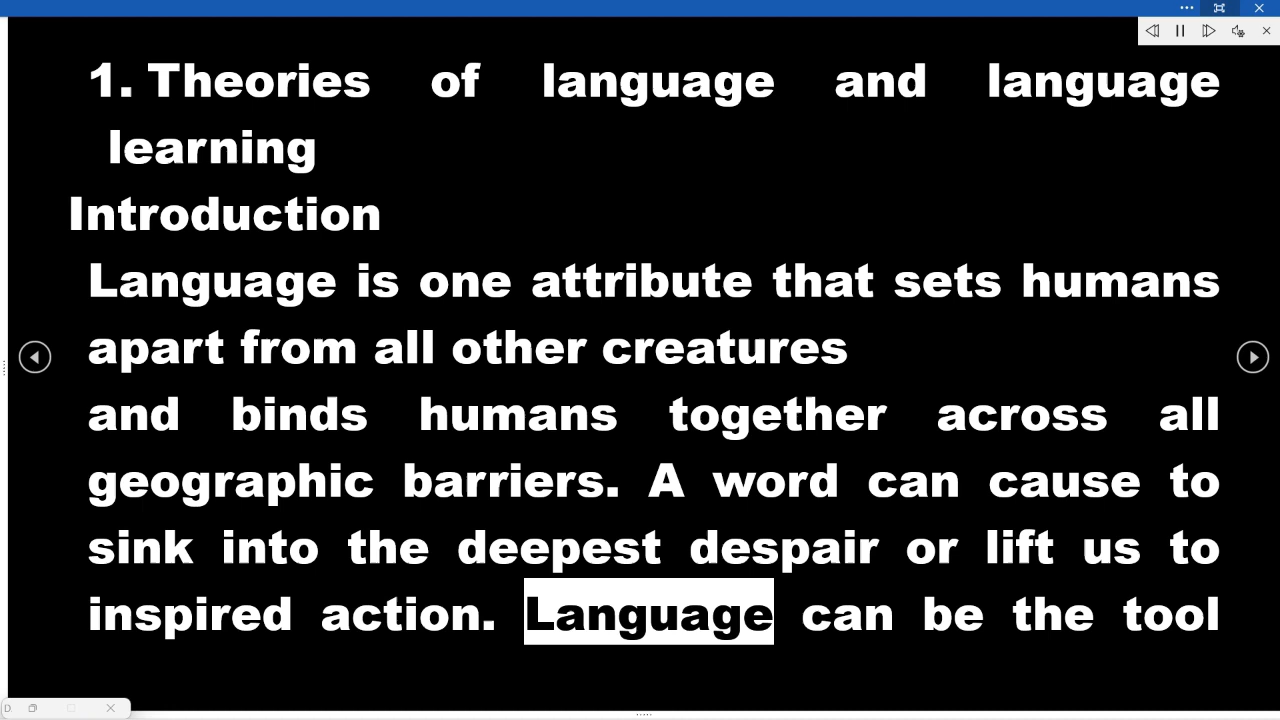 1. Theories of language and language
learning
Introduction
Language is one attribute that sets humans
apart from all other creatures
and binds humans together across all
geographic barriers. A word can cause to
sink into the deepest despair or lift us to
inspired action. Language can be the tool
D